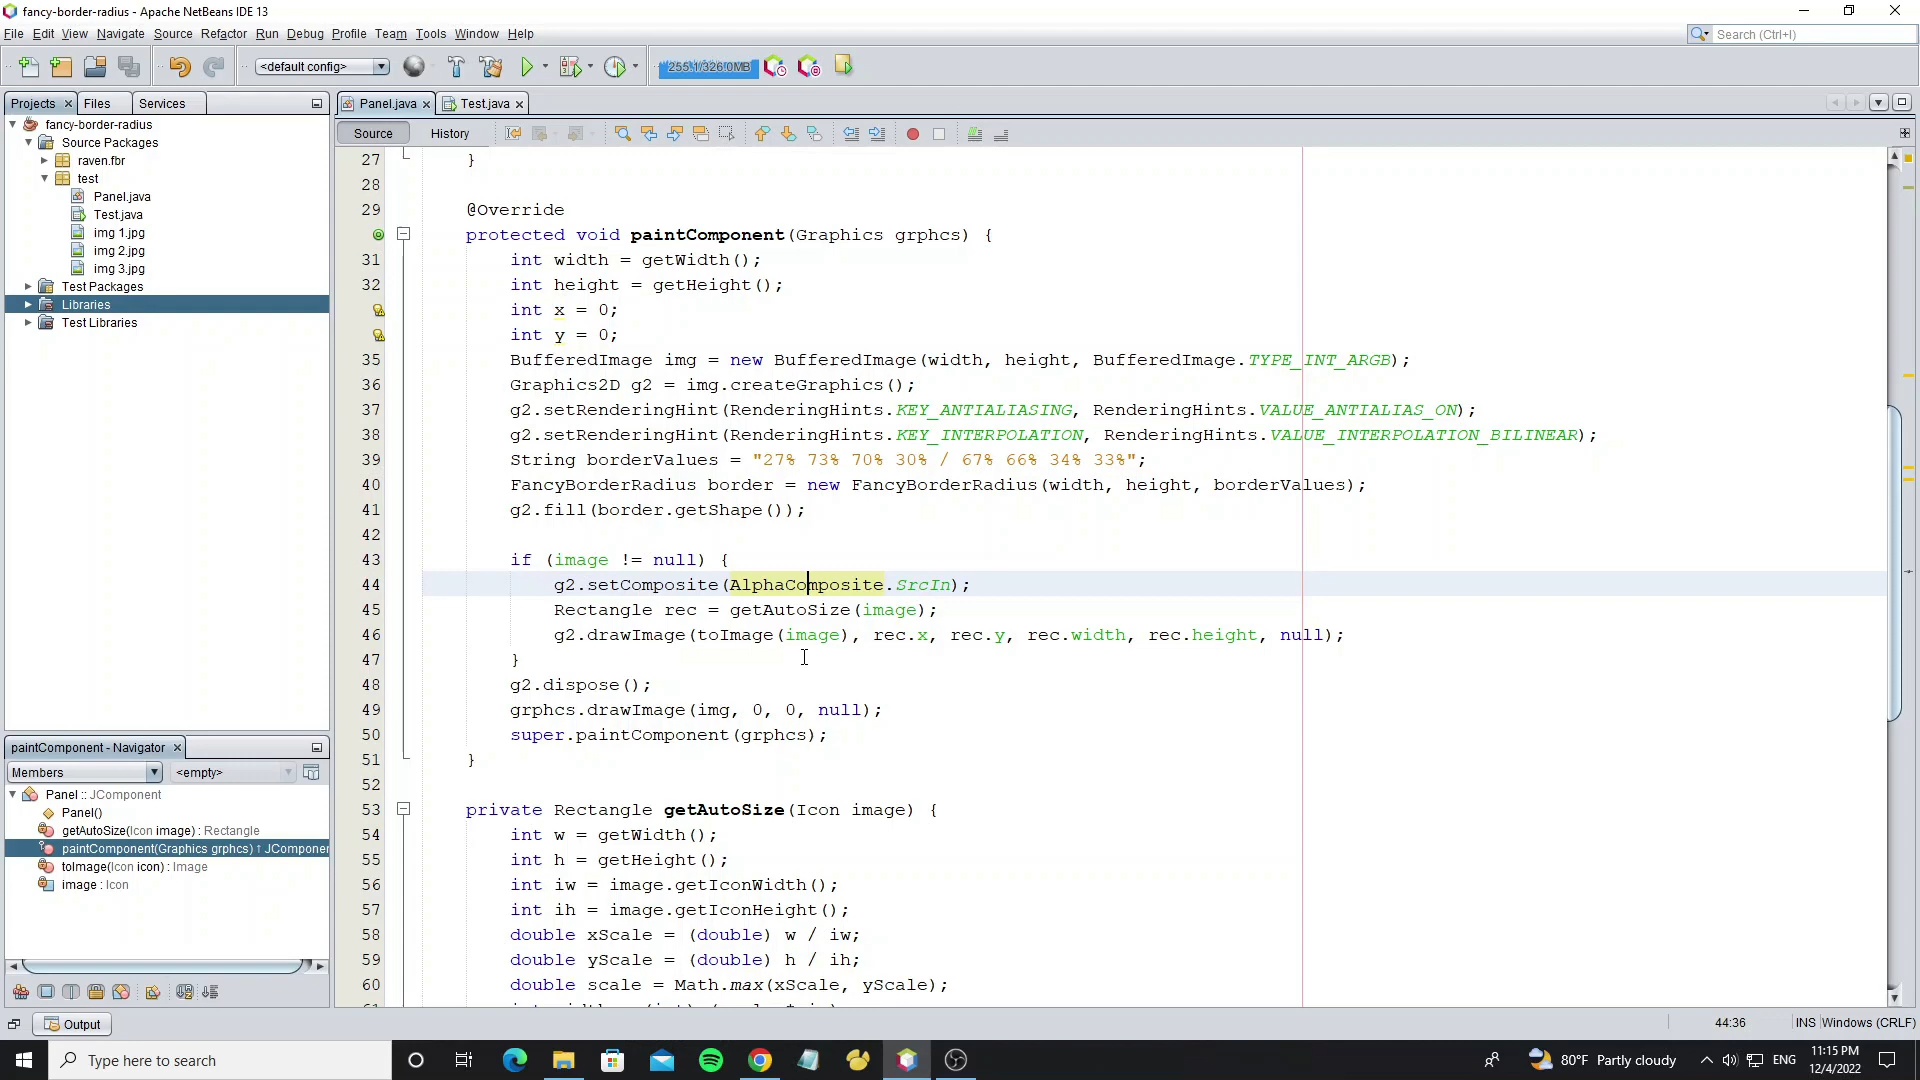 fancy-border-radius - Apache NetBeans IDE 13
File Edit View Navigate Source Refactor Run Debug Profile Team Tools Window Help
Search (Ctrl+I)
<default config>
255.1/326.0MB
Projects Files Services
Panel.java Test.java
fancy-border-radius
Source Packages
raven.fbr
test
Panel.java
Test.java
img 1.jpg
img 2.jpg
img 3.jpg
Test Packages
Libraries
Test Libraries
Source History
27 }
28
29 @Override
protected void paintComponent(Graphics grphcs) {
31 int width = getWidth();
32 int height = getHeight();
int x = 0;
int y = 0;
35 BufferedImage img = new BufferedImage(width, height, BufferedImage.TYPE_INT_ARGB);
36 Graphics2D g2 = img.createGraphics();
37 g2.setRenderingHint(RenderingHints.KEY_ANTIALIASING, RenderingHints.VALUE_ANTIALIAS_ON);
38 g2.setRenderingHint(RenderingHints.KEY_INTERPOLATION, RenderingHints.VALUE_INTERPOLATION_BILINEAR);
39 String borderValues = "27% 73% 70% 30% / 67% 66% 34% 33%";
40 FancyBorderRadius border = new FancyBorderRadius(width, height, borderValues);
41 g2.fill(border.getShape());
42
43 if (image != null) {
44 g2.setComposite(AlphaComposite.SrcIn);
45 Rectangle rec = getAutoSize(image);
46 g2.drawImage(toImage(image), rec.x, rec.y, rec.width, rec.height, null);
47 }
48 g2.dispose();
49 grphcs.drawImage(img, 0, 0, null);
50 super.paintComponent(grphcs);
51 }
52
53 private Rectangle getAutoSize(Icon image) {
54 int w = getWidth();
55 int h = getHeight();
56 int iw = image.getIconWidth();
57 int ih = image.getIconHeight();
58 double xScale = (double) w / iw;
59 double yScale = (double) h / ih;
60 double scale = Math.max(xScale, yScale);
paintComponent - Navigator
Members <empty>
Panel :: JComponent
Panel()
getAutoSize(Icon image) : Rectangle
paintComponent(Graphics grphcs) ↑ JComponen
toImage(Icon icon) : Image
image : Icon
Output
44:36 INS Windows (CRLF)
Type here to search
80°F Partly cloudy
ENG
11:15 PM
12/4/2022